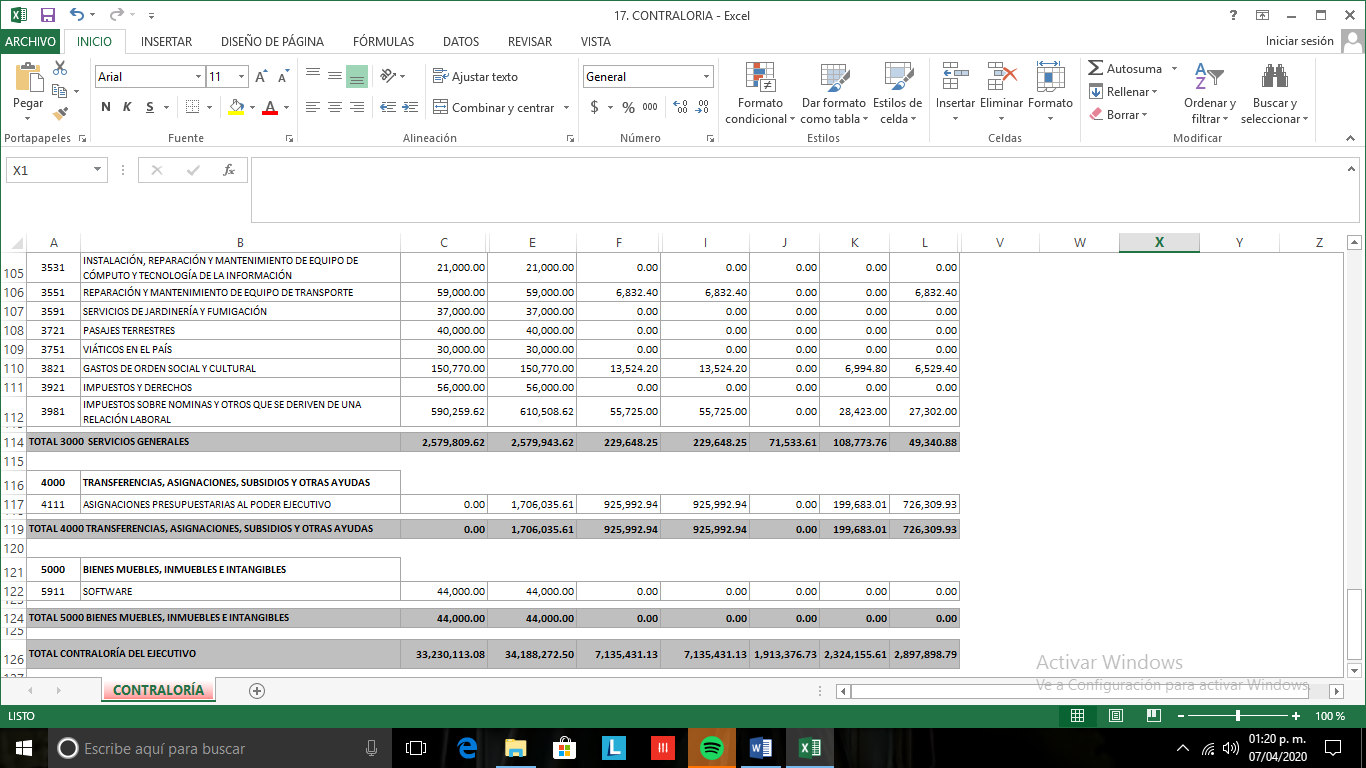 17. CONTRALORIA - Excel
ARCHIVO INICIO INSERTAR DISEÑO DE PÁGINA FÓRMULAS DATOS REVISAR VISTA Iniciar sesión
Pegar
Arial 11
N K S
Ajustar texto
Combinar y centrar
General
$ % 000
Formato condicional
Dar formato como tabla
Estilos de celda
Insertar Eliminar Formato
Autosuma
Rellenar
Borrar
Ordenar y filtrar
Buscar y seleccionar
Portapapeles Fuente Alineación Número Estilos Celdas Modificar
X1 fx
A B C E F I J K L V W X Y Z
105 3531 INSTALACIÓN, REPARACIÓN Y MANTENIMIENTO DE EQUIPO DE
CÓMPUTO Y TECNOLOGÍA DE LA INFORMACIÓN 21,000.00 21,000.00 0.00 0.00 0.00 0.00 0.00
106 3551 REPARACIÓN Y MANTENIMIENTO DE EQUIPO DE TRANSPORTE 59,000.00 59,000.00 6,832.40 6,832.40 0.00 0.00 6,832.40
107 3591 SERVICIOS DE JARDINERÍA Y FUMIGACIÓN 37,000.00 37,000.00 0.00 0.00 0.00 0.00 0.00
108 3721 PASAJES TERRESTRES 40,000.00 40,000.00 0.00 0.00 0.00 0.00 0.00
109 3751 VIÁTICOS EN EL PAÍS 30,000.00 30,000.00 0.00 0.00 0.00 0.00 0.00
110 3821 GASTOS DE ORDEN SOCIAL Y CULTURAL 150,770.00 150,770.00 13,524.20 13,524.20 0.00 6,994.80 6,529.40
111 3921 IMPUESTOS Y DERECHOS 56,000.00 56,000.00 0.00 0.00 0.00 0.00 0.00
112 3981 IMPUESTOS SOBRE NOMINAS Y OTROS QUE SE DERIVEN DE UNA
RELACIÓN LABORAL 590,259.62 610,508.62 55,725.00 55,725.00 0.00 28,423.00 27,302.00
114 TOTAL 3000 SERVICIOS GENERALES 2,579,809.62 2,579,943.62 229,648.25 229,648.25 71,533.61 108,773.76 49,340.88
115
116 4000 TRANSFERENCIAS, ASIGNACIONES, SUBSIDIOS Y OTRAS AYUDAS
117 4111 ASIGNACIONES PRESUPUESTARIAS AL PODER EJECUTIVO 0.00 1,706,035.61 925,992.94 925,992.94 0.00 199,683.01 726,309.93
119 TOTAL 4000 TRANSFERENCIAS, ASIGNACIONES, SUBSIDIOS Y OTRAS AYUDAS 0.00 1,706,035.61 925,992.94 925,992.94 0.00 199,683.01 726,309.93
120
121 5000 BIENES MUEBLES, INMUEBLES E INTANGIBLES
122 5911 SOFTWARE 44,000.00 44,000.00 0.00 0.00 0.00 0.00 0.00
124 TOTAL 5000 BIENES MUEBLES, INMUEBLES E INTANGIBLES 44,000.00 44,000.00 0.00 0.00 0.00 0.00 0.00
125
126 TOTAL CONTRALORÍA DEL EJECUTIVO 33,230,113.08 34,188,272.50 7,135,431.13 7,135,431.13 1,913,376.73 2,324,155.61 2,897,898.79
Activar Windows
Ve a Configuración para activar Windows.
CONTRALORÍA
LISTO 100 %
Escribe aquí para buscar
01:20 p. m.
07/04/2020